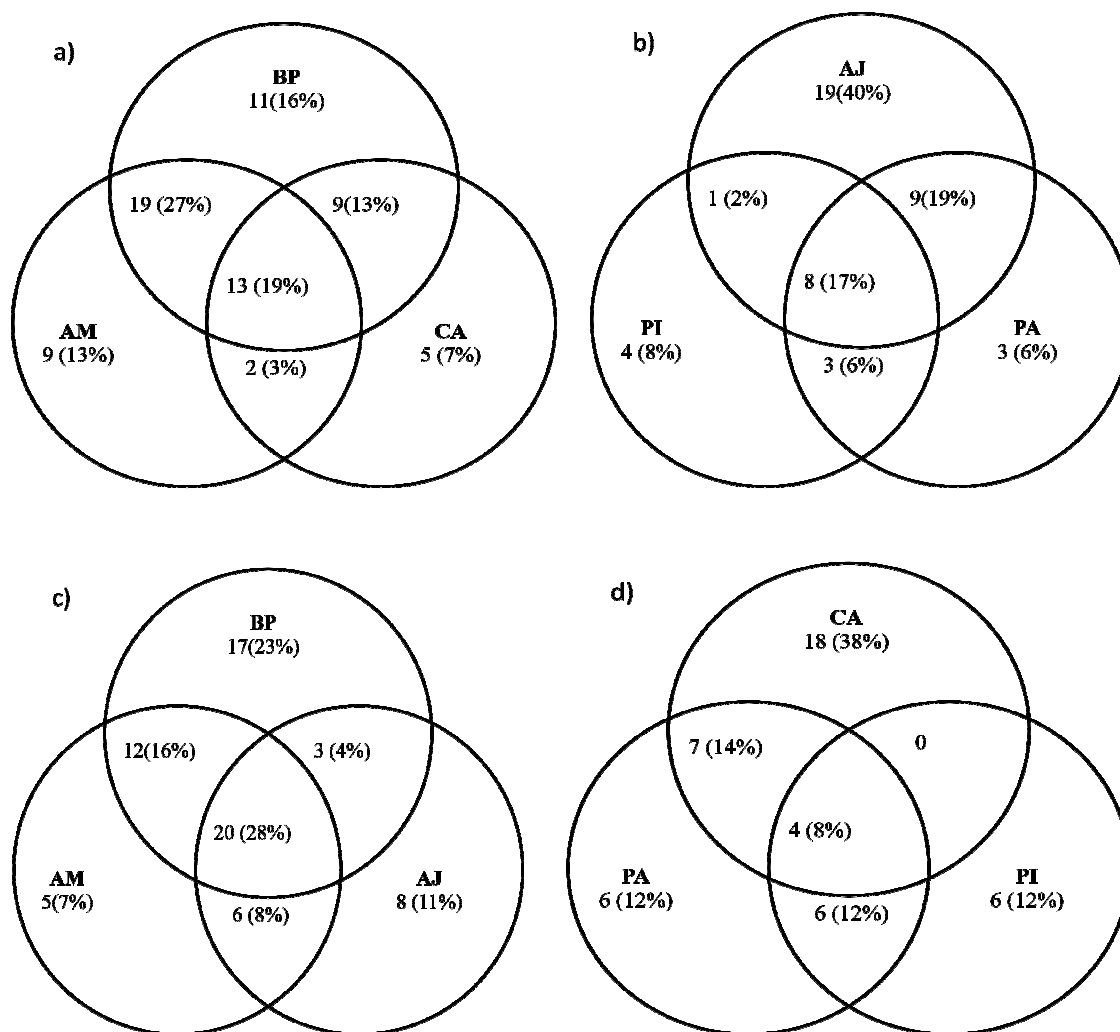 a)
BP
11(16%)
19 (27%)
9(13%)
13 (19%)
AM
9 (13%)
CA
5 (7%)
2 (3%)
b)
AJ
19(40%)
1 (2%)
9(19%)
8 (17%)
PI
4 (8%)
PA
3 (6%)
3 (6%)
c)
BP
17(23%)
12(16%)
3 (4%)
20 (28%)
AM
5(7%)
AJ
8 (11%)
6 (8%)
d)
CA
18 (38%)
7 (14%)
0
4 (8%)
PA
6 (12%)
PI
6 (12%)
6 (12%)